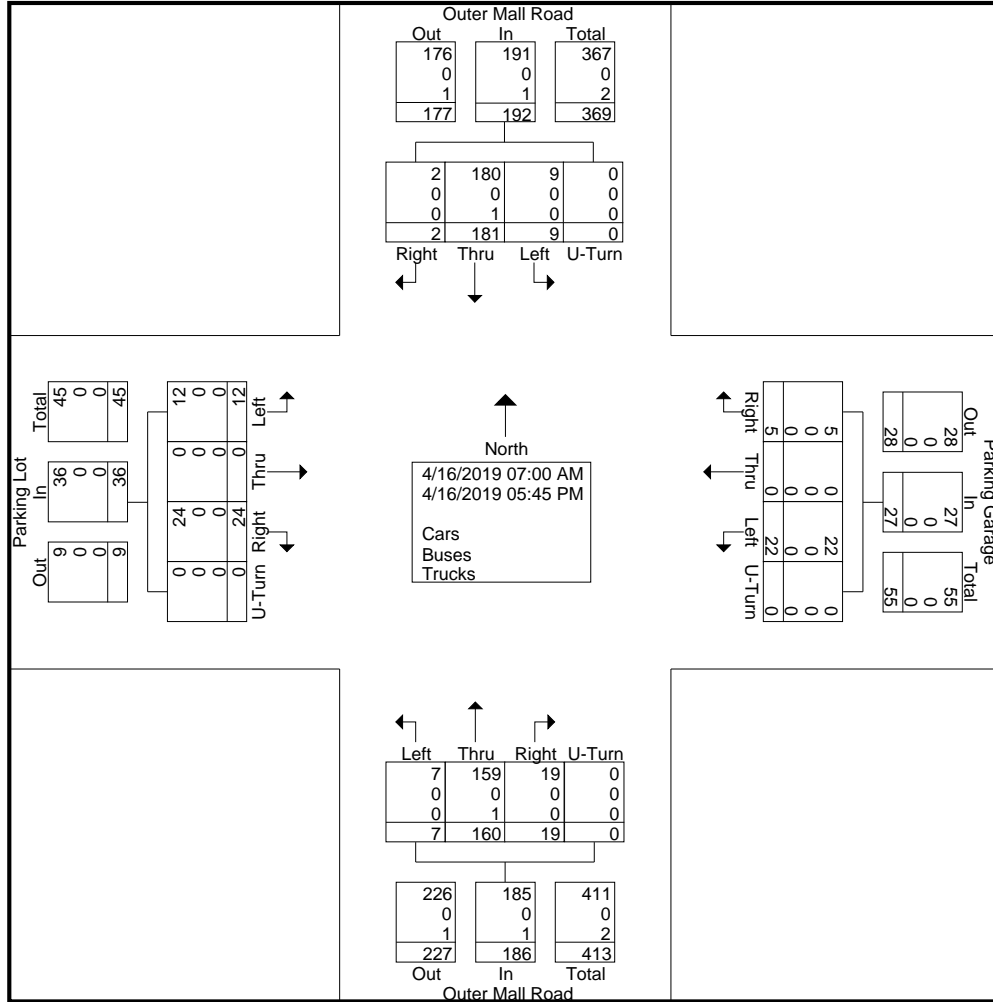 Outer Mall Road
Out In Total
176 191 367
0 0 0
1 1 2
177 192 369
2 180 9 0
0 0 0 0
0 1 0 0
2 181 9 0
Right Thru Left U-Turn
Parking Lot
Total In Out
45 36 9
0 0 0
0 0 0
45 36 9
12 0 24 0
0 0 0 0
0 0 0 0
12 0 24 0
Left Thru Right U-Turn
North
4/16/2019 07:00 AM
4/16/2019 05:45 PM
Cars
Buses
Trucks
Right Thru Left U-Turn
5 0 22 0
0 0 0 0
0 0 0 0
5 0 22 0
Parking Garage
Out In Total
28 27 55
0 0 0
0 0 0
28 27 55
Left Thru Right U-Turn
7 159 19 0
0 0 0 0
0 1 0 0
7 160 19 0
226 185 411
0 0 0
1 1 2
227 186 413
Out In Total
Outer Mall Road